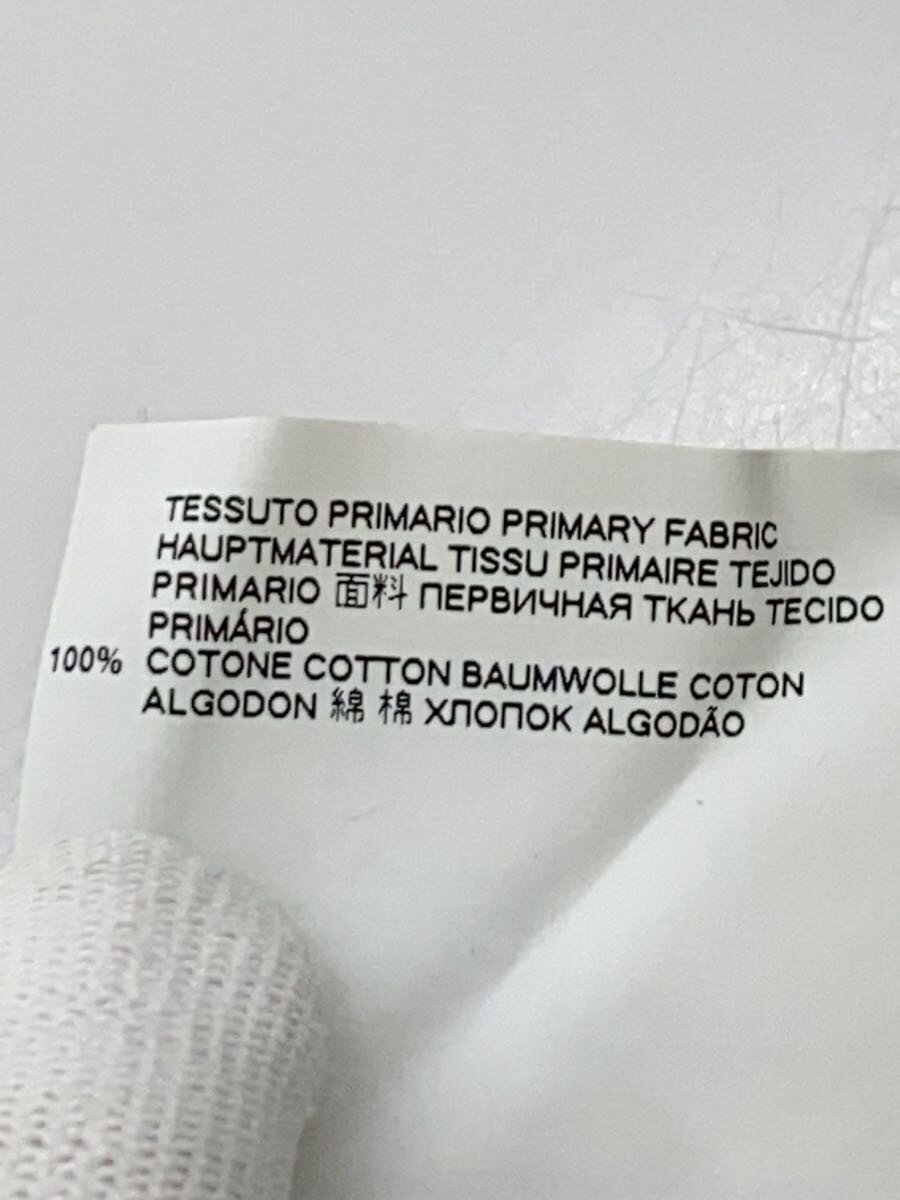 TESSUTO PRIMARIO PRIMARY FABRIC
HAUPTMATERIAL TISSU PRIMAIRE TEJIDO
PRIMARIO 面料 ПЕРВИЧНАЯ ТКАНЬ TECIDO
PRIMÁRIO
100% COTONE COTTON BAUMWOLLE COTON
ALGODON 綿 棉 ХЛОПОК ALGODÃO